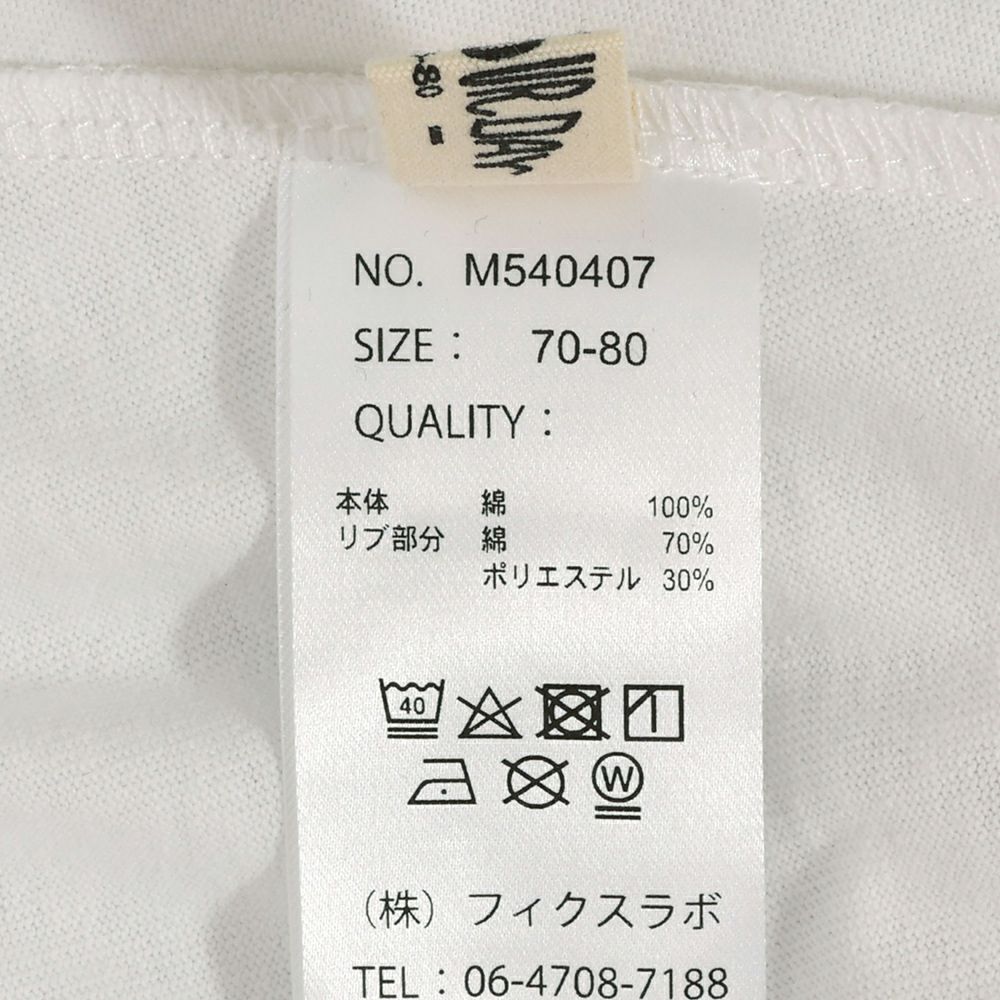 -80
NO. M540407
SIZE : 70-80
QUALITY :
本体 綿 100%
リブ部分 綿 70%
ポリエステル 30%
40
W
（株）フィクスラボ
TEL : 06-4708-7188